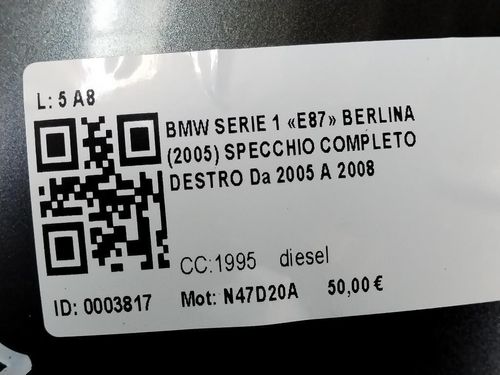 L: 5 A8
BMW SERIE 1 «E87» BERLINA
(2005) SPECCHIO COMPLETO
DESTRO Da 2005 A 2008
CC:1995 diesel
ID: 0003817 Mot: N47D20A 50,00 €